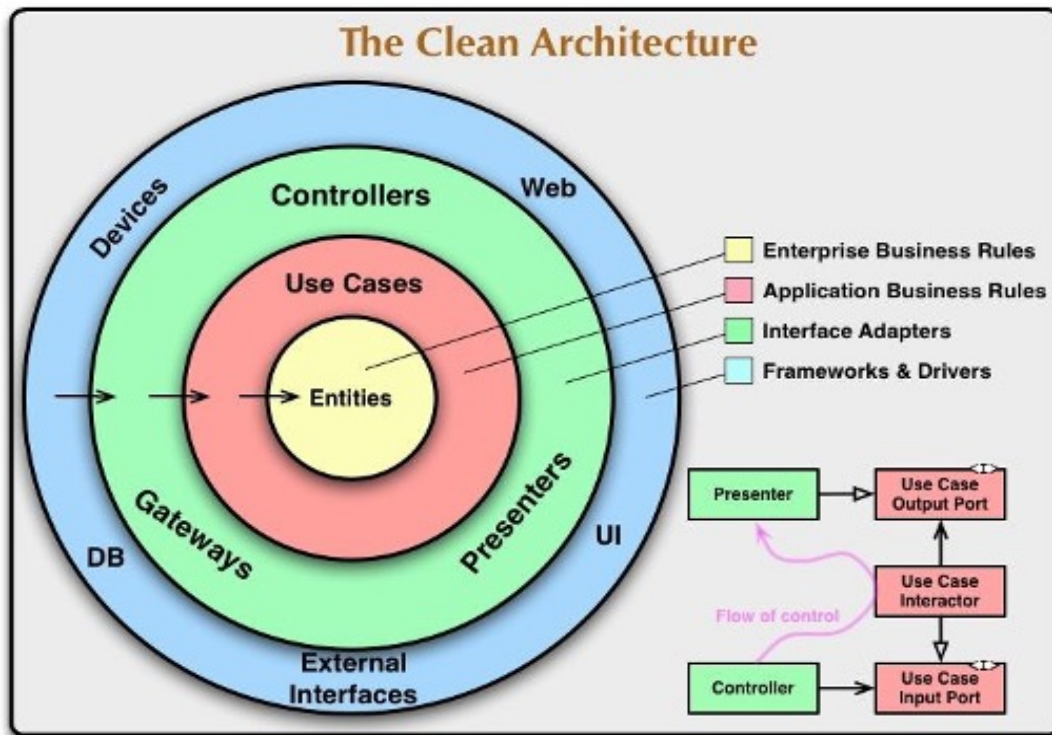 The Clean Architecture
Devices
Controllers
Web
Use Cases
Entities
Gateways
Presenters
DB
UI
External
Interfaces
Enterprise Business Rules
Application Business Rules
Interface Adapters
Frameworks & Drivers
Presenter
Use Case
Output Port
<I>
Use Case
Interactor
Flow of control
Controller
Use Case
Input Port
<I>